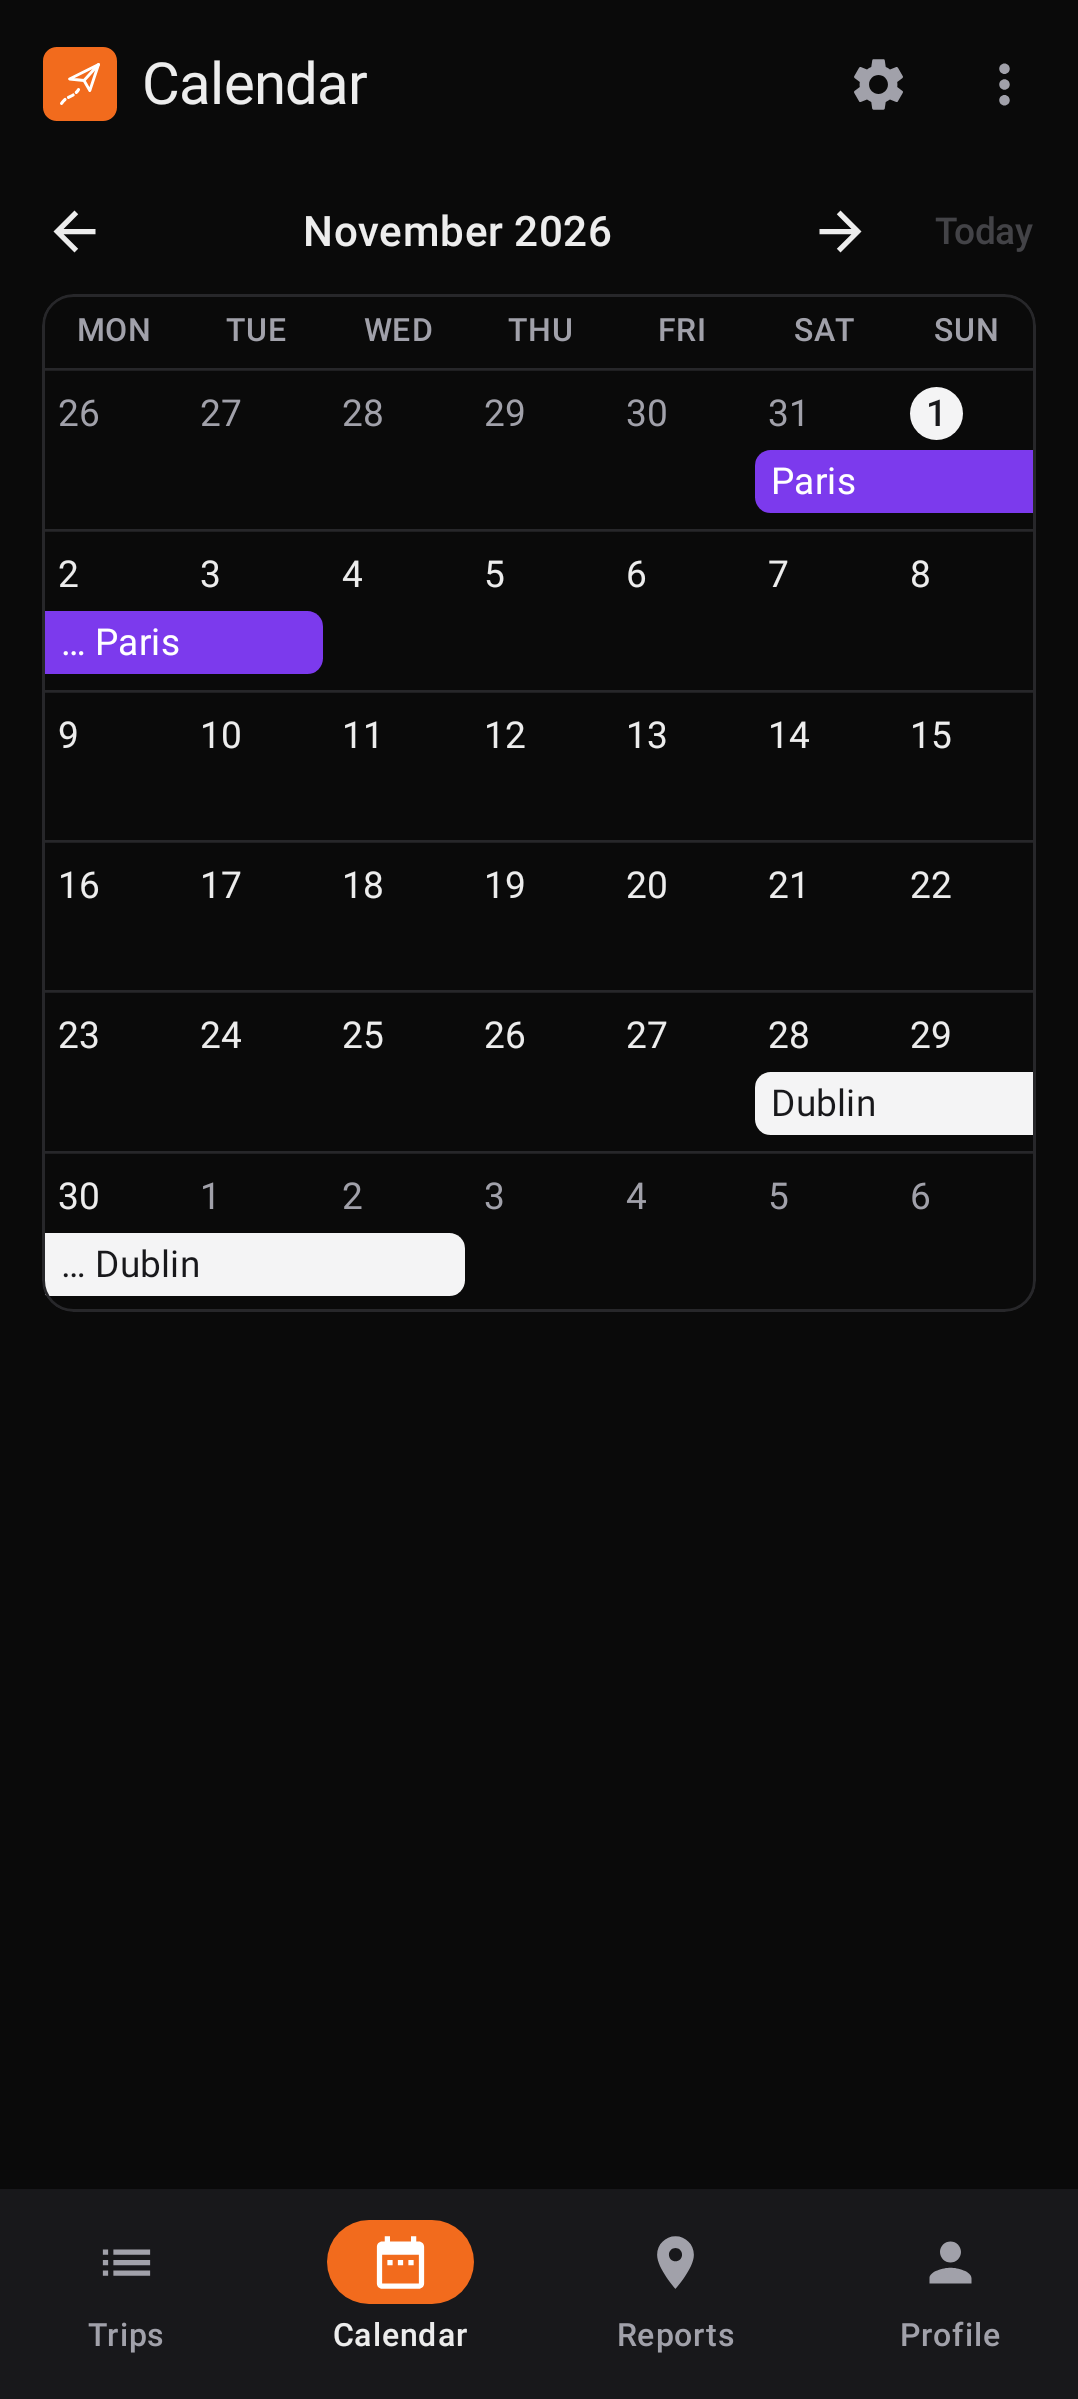 Calendar
November 2026 Today
MON TUE WED THU FRI SAT SUN
26 27 28 29 30 31 1
Paris
2 3 4 5 6 7 8
... Paris
9 10 11 12 13 14 15
16 17 18 19 20 21 22
23 24 25 26 27 28 29
Dublin
30 1 2 3 4 5 6
... Dublin
Trips Calendar Reports Profile